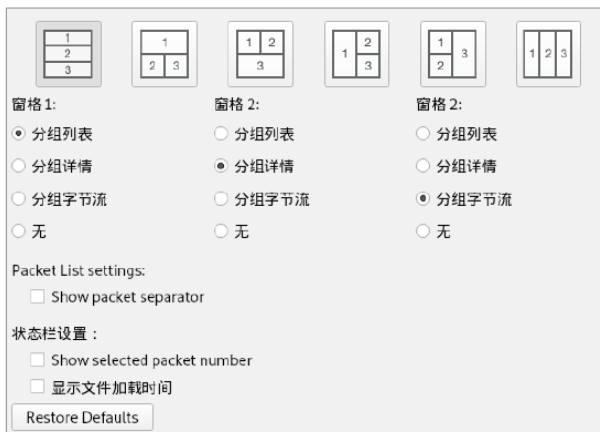 1
2
3
1
2 3
1 2
3
1 2
3
1 3
2
1 2 3
窗格 1: 窗格 2: 窗格 2:
分组列表 分组列表 分组列表
分组详情 分组详情 分组详情
分组字节流 分组字节流 分组字节流
无 无 无
Packet List settings:
Show packet separator
状态栏设置：
Show selected packet number
显示文件加载时间
Restore Defaults